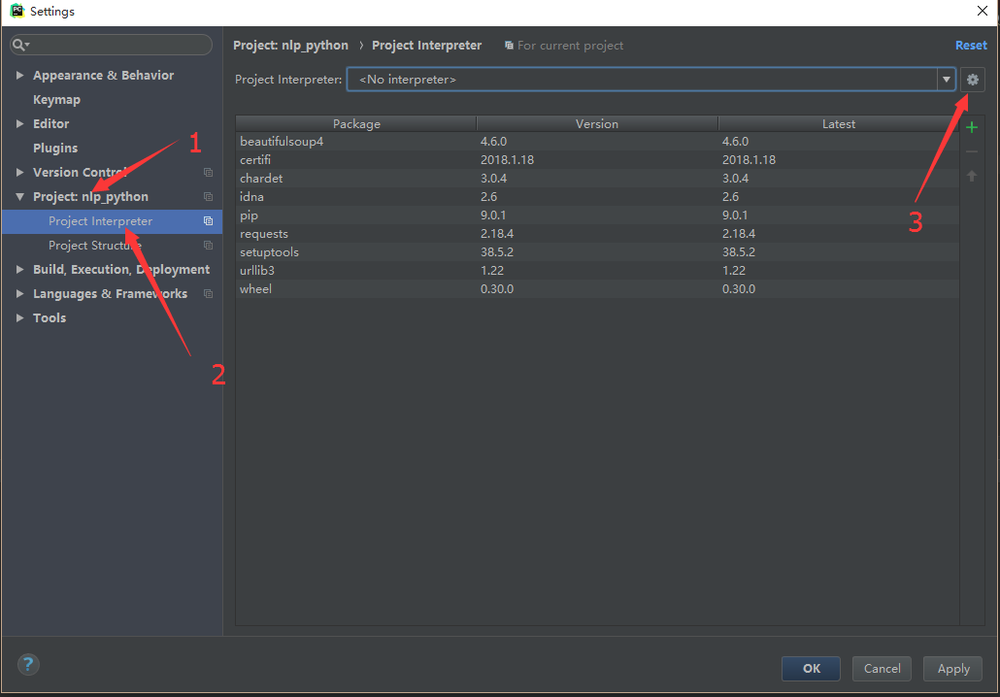 PC Settings
Project: nlp_python › Project Interpreter For current project Reset
Project Interpreter: <No interpreter>
Appearance & Behavior
Keymap
Editor
Plugins
Version Control
Project: nlp_python
Project Interpreter
Project Structure
Build, Execution, Deployment
Languages & Frameworks
Tools
1
2
3
Package Version Latest
beautifulsoup4 4.6.0 4.6.0
certifi 2018.1.18 2018.1.18
chardet 3.0.4 3.0.4
idna 2.6 2.6
pip 9.0.1 9.0.1
requests 2.18.4 2.18.4
setuptools 38.5.2 38.5.2
urllib3 1.22 1.22
wheel 0.30.0 0.30.0
?
OK Cancel Apply